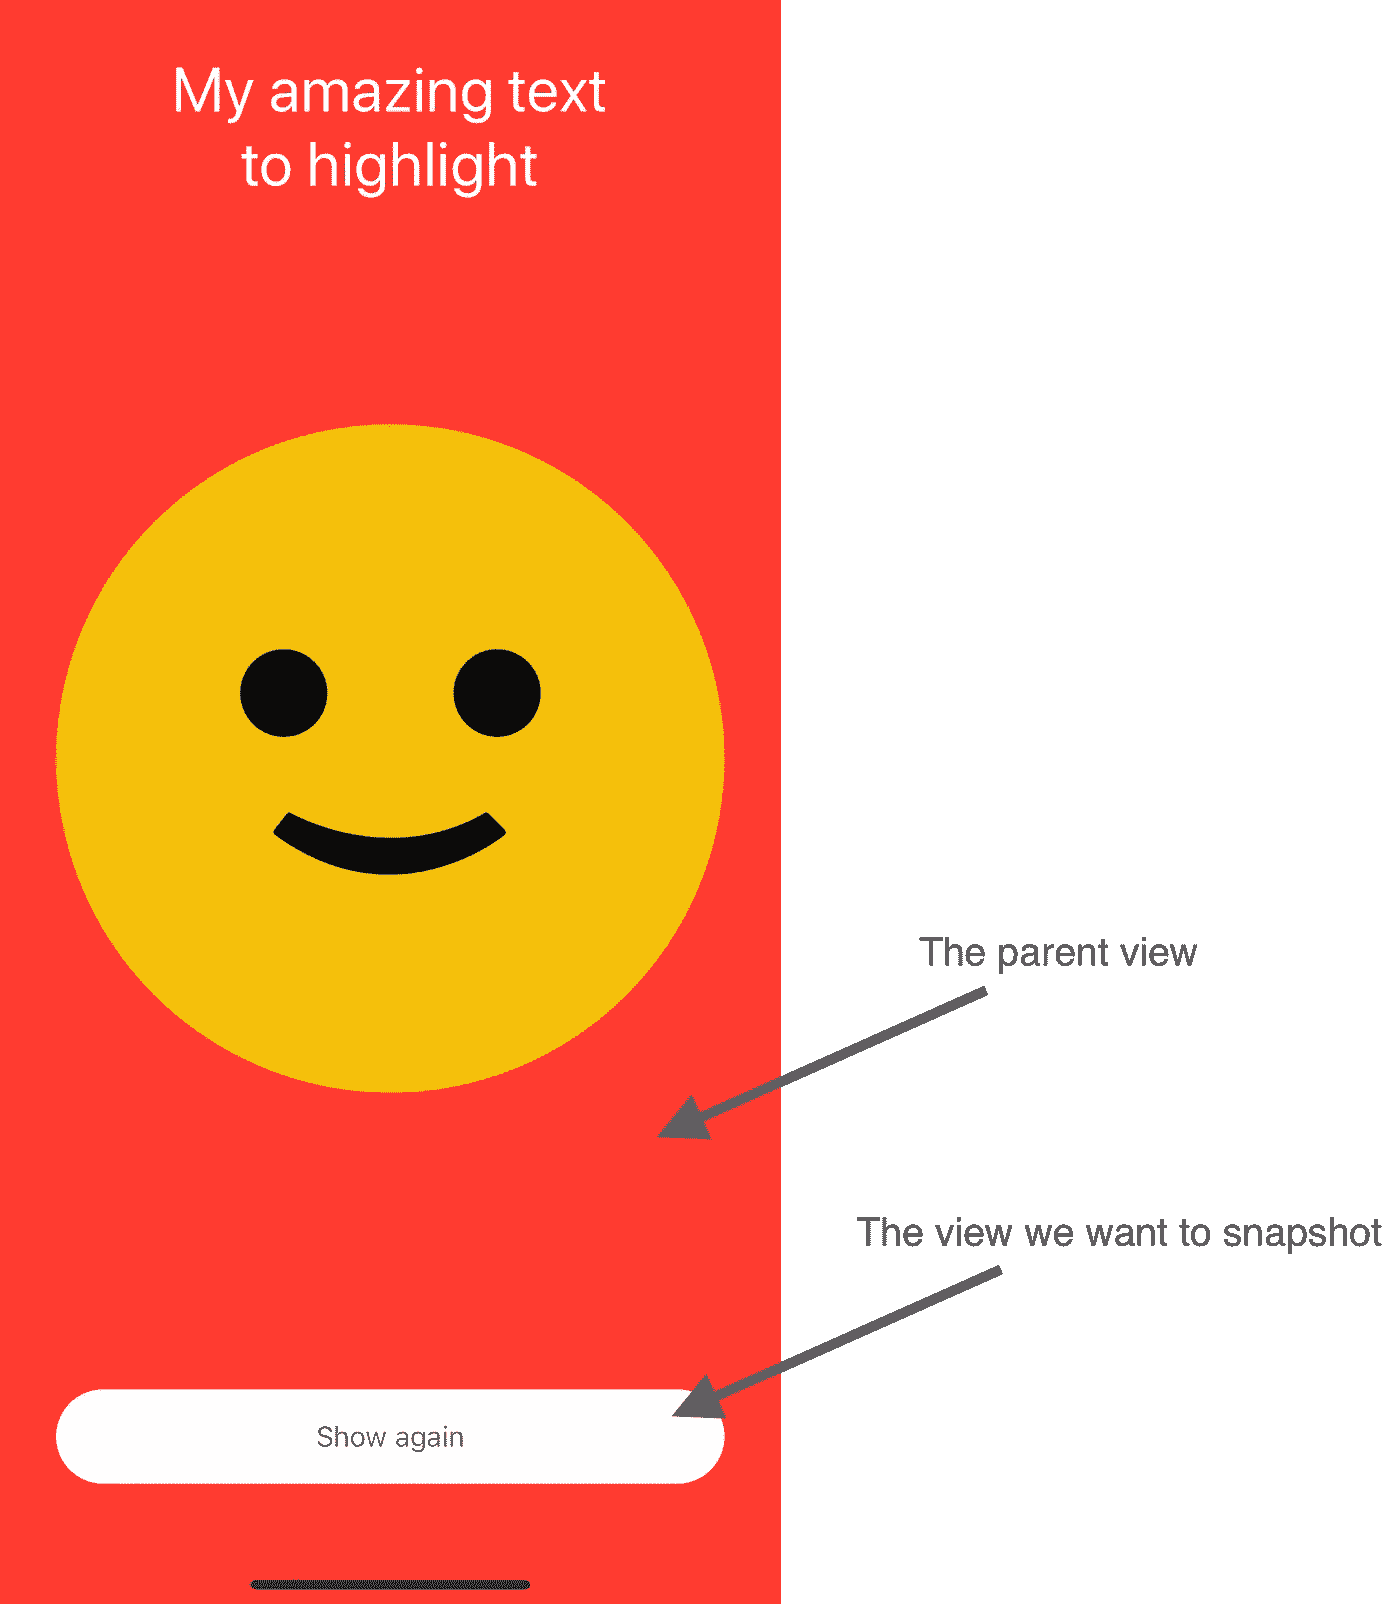 My amazing text
to highlight
The parent view
The view we want to snapshot
Show again